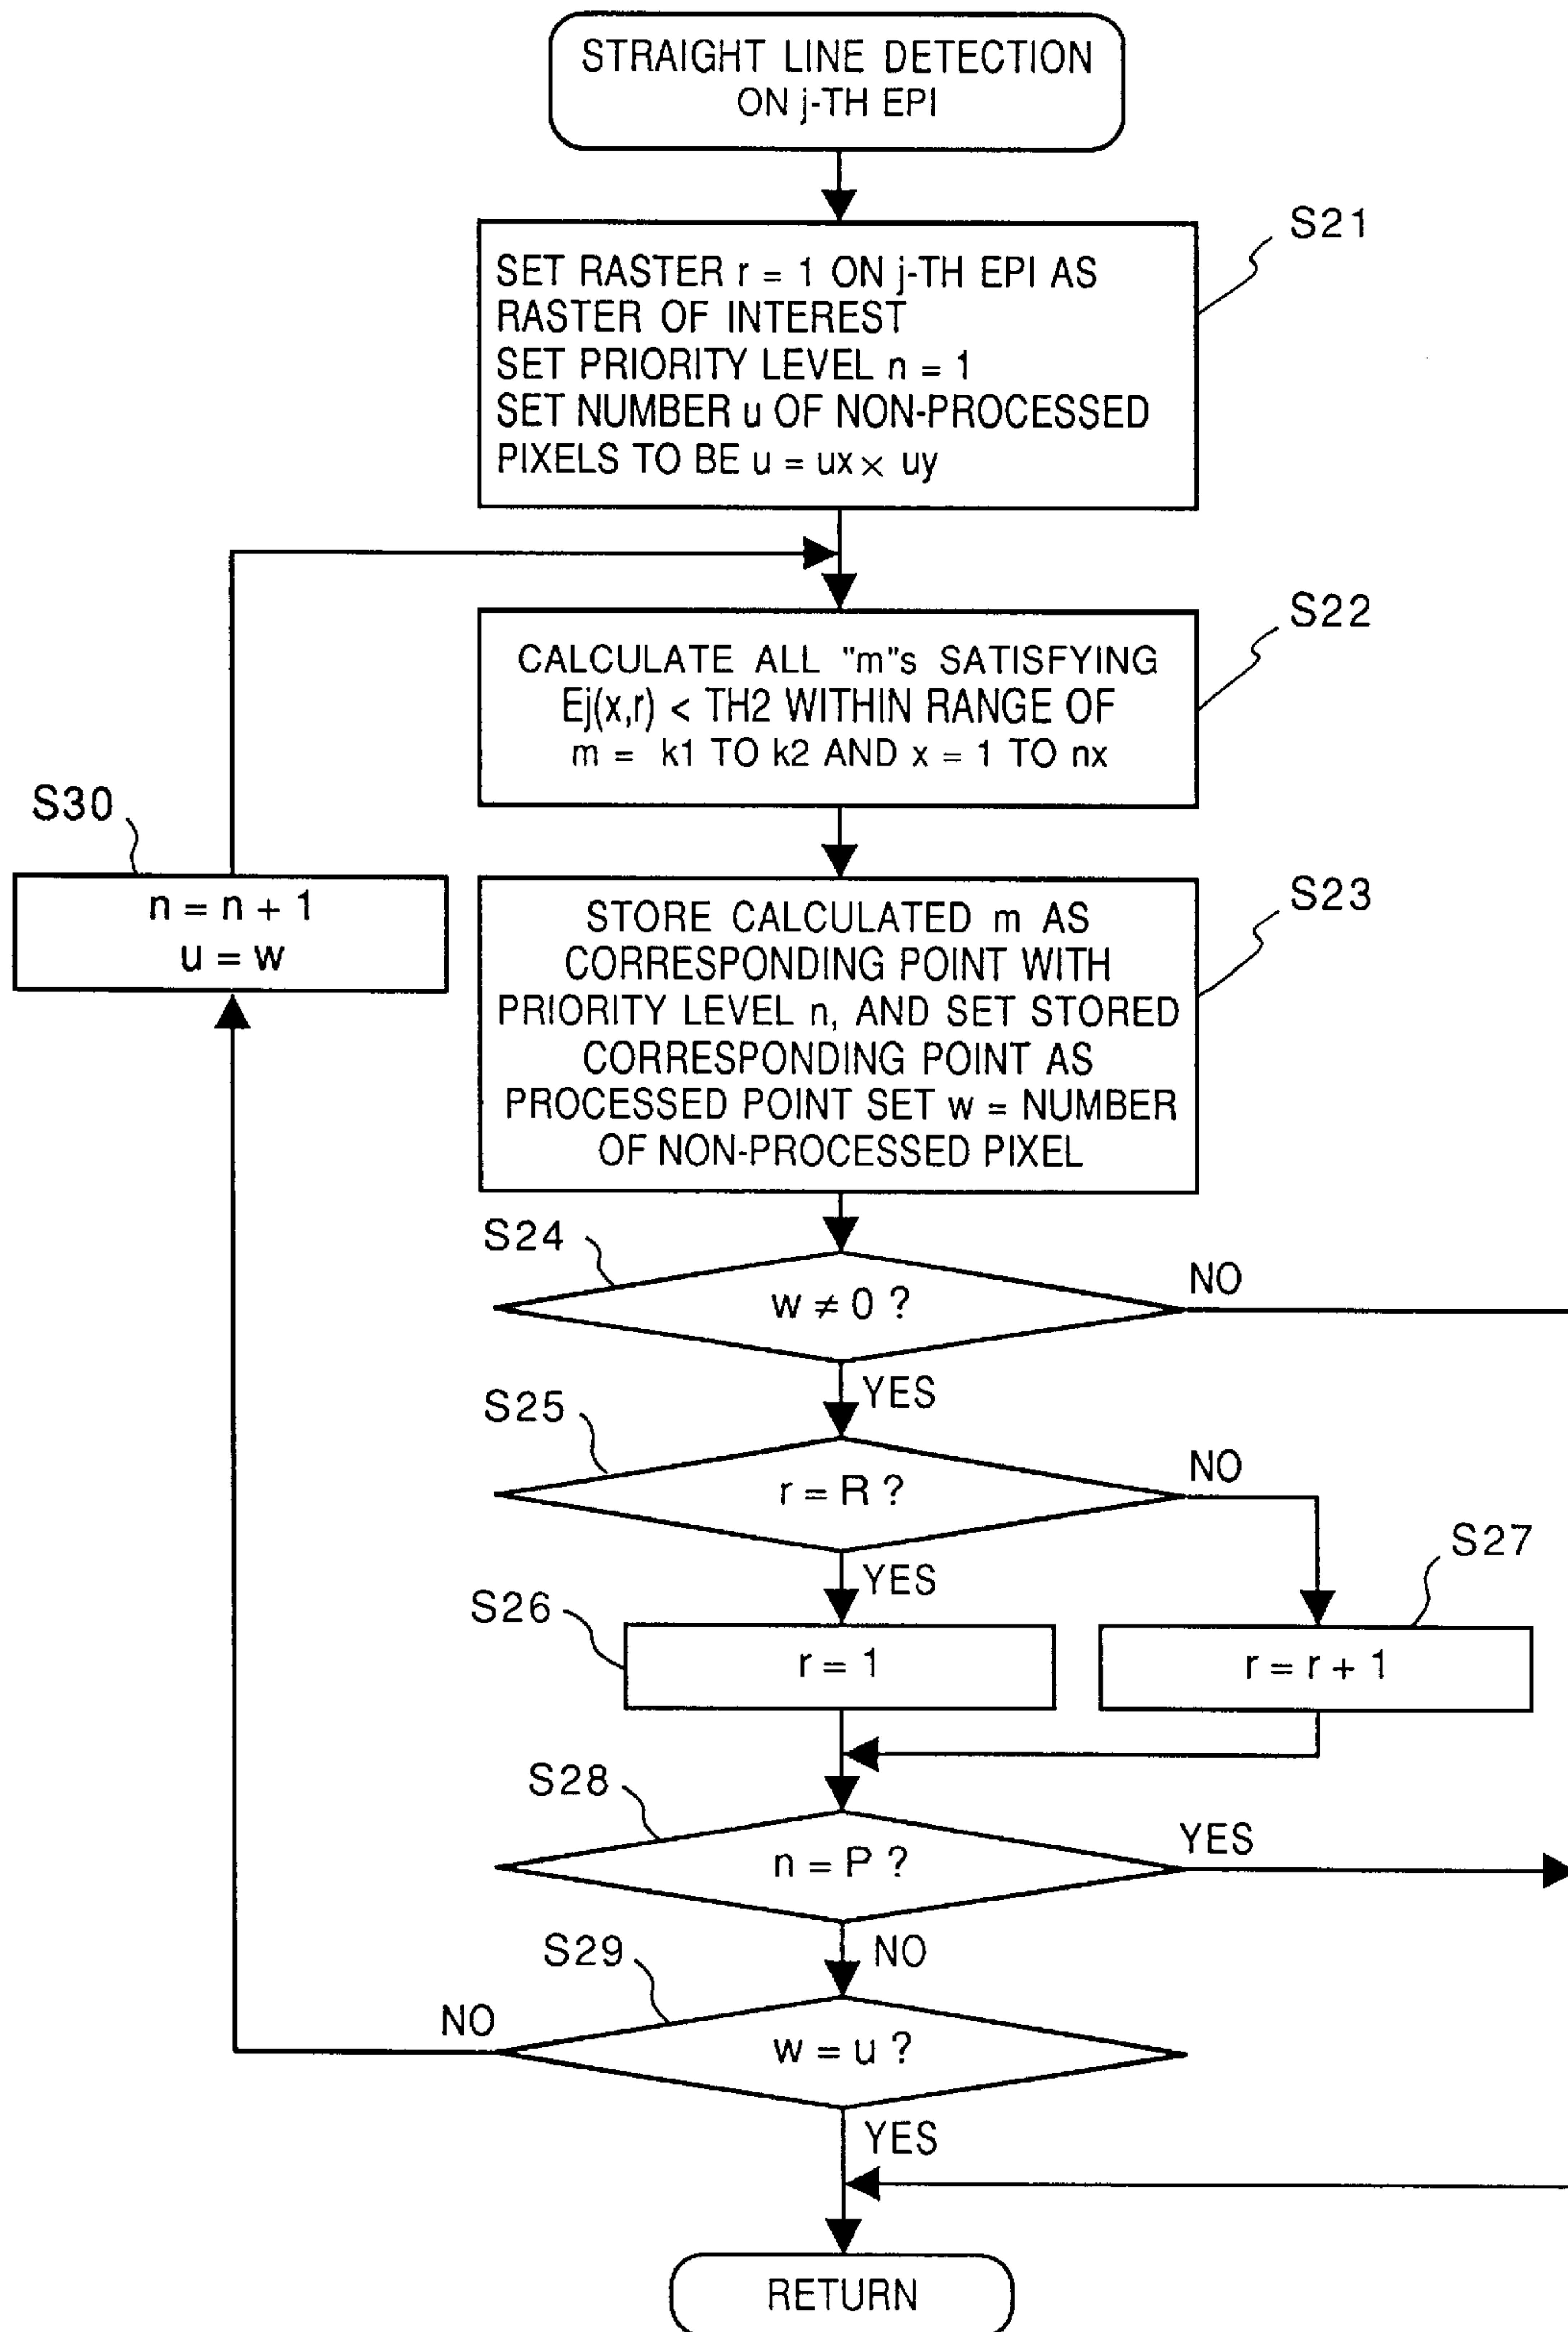 STRAIGHT LINE DETECTION
ON j-TH EPI
S21
SET RASTER r = 1 ON j-TH EPI AS
RASTER OF INTEREST
SET PRIORITY LEVEL n = 1
SET NUMBER u OF NON-PROCESSED
PIXELS TO BE u = ux × uy
S22
CALCULATE ALL "m"s SATISFYING
Ej(x,r) < TH2 WITHIN RANGE OF
m = k1 TO k2 AND x = 1 TO nx
S30
n = n + 1
u = w
S23
STORE CALCULATED m AS
CORRESPONDING POINT WITH
PRIORITY LEVEL n, AND SET STORED
CORRESPONDING POINT AS
PROCESSED POINT SET w = NUMBER
OF NON-PROCESSED PIXEL
S24
w ≠ 0 ?
NO
YES
S25
r = R ?
NO
YES
S26
r = 1
S27
r = r + 1
S28
n = P ?
YES
NO
S29
w = u ?
NO
YES
RETURN